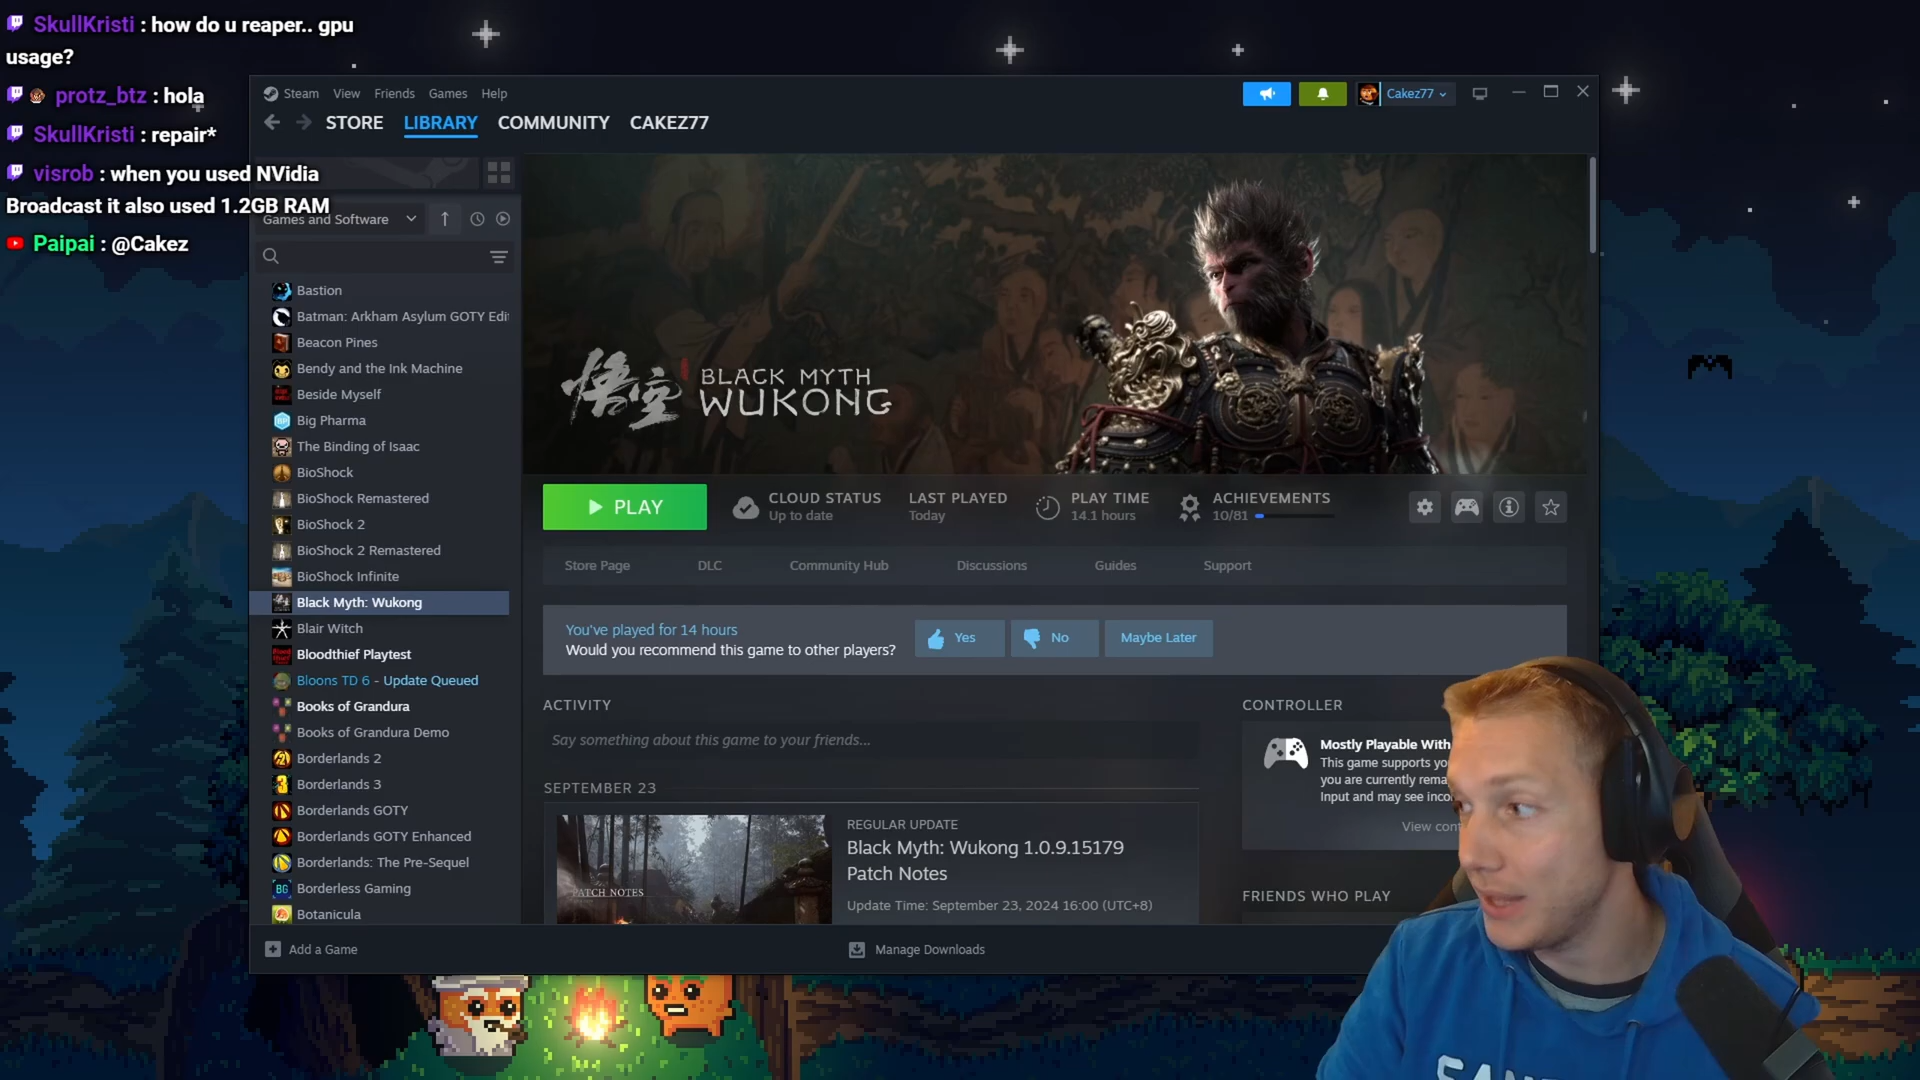 SkullKristi : how do u reaper.. gpu
usage?
protz_btz : hola
SkullKristi : repair*
visrob : when you used NVidia
Broadcast it also used 1.2GB RAM
Paipai : @Cakez
Steam View Friends Games Help
Cakez77
STORE LIBRARY COMMUNITY CAKEZ77
Games and Software
Bastion
Batman: Arkham Asylum GOTY Edi
Beacon Pines
Bendy and the Ink Machine
Beside Myself
Big Pharma
The Binding of Isaac
BioShock
BioShock Remastered
BioShock 2
BioShock 2 Remastered
BioShock Infinite
Black Myth: Wukong
Blair Witch
Bloodthief Playtest
Bloons TD 6 - Update Queued
Books of Grandura
Books of Grandura Demo
Borderlands 2
Borderlands 3
Borderlands GOTY
Borderlands GOTY Enhanced
Borderlands: The Pre-Sequel
Borderless Gaming
Botanicula
Add a Game
悟空
BLACK MYTH
WUKONG
PLAY
CLOUD STATUS
Up to date
LAST PLAYED
Today
PLAY TIME
14.1 hours
ACHIEVEMENTS
10/81
Store Page DLC Community Hub Discussions Guides Support
You've played for 14 hours
Would you recommend this game to other players?
Yes No Maybe Later
ACTIVITY
Say something about this game to your friends...
SEPTEMBER 23
PATCH NOTES
REGULAR UPDATE
Black Myth: Wukong 1.0.9.15179
Patch Notes
Update Time: September 23, 2024 16:00 (UTC+8)
CONTROLLER
Mostly Playable With
This game supports yo
you are currently rema
Input and may see inco
View cont
FRIENDS WHO PLAY
Manage Downloads